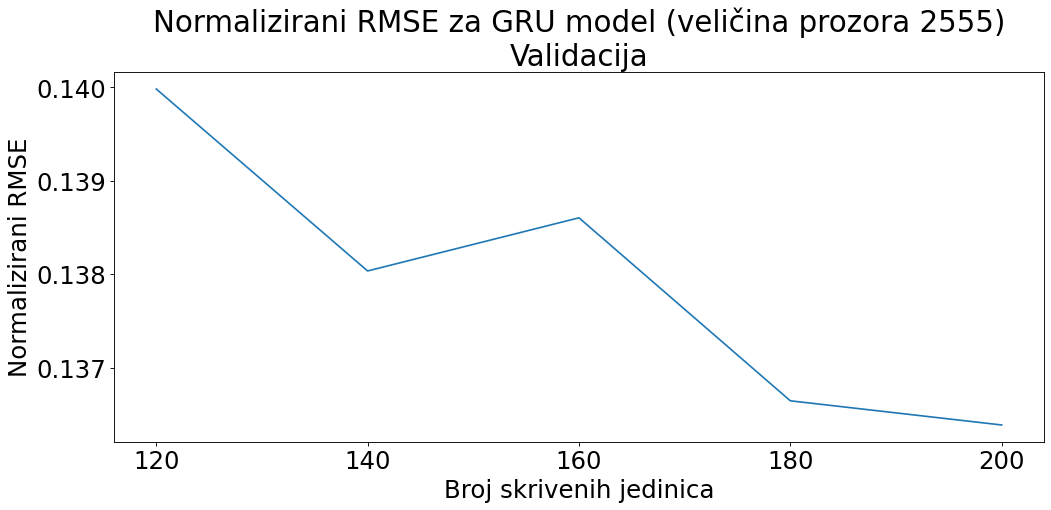 Normalizirani RMSE za GRU model (veličina prozora 2555)
Validacija
Normalizirani RMSE
0.140
0.139
0.138
0.137
120 140 160 180 200
Broj skrivenih jedinica